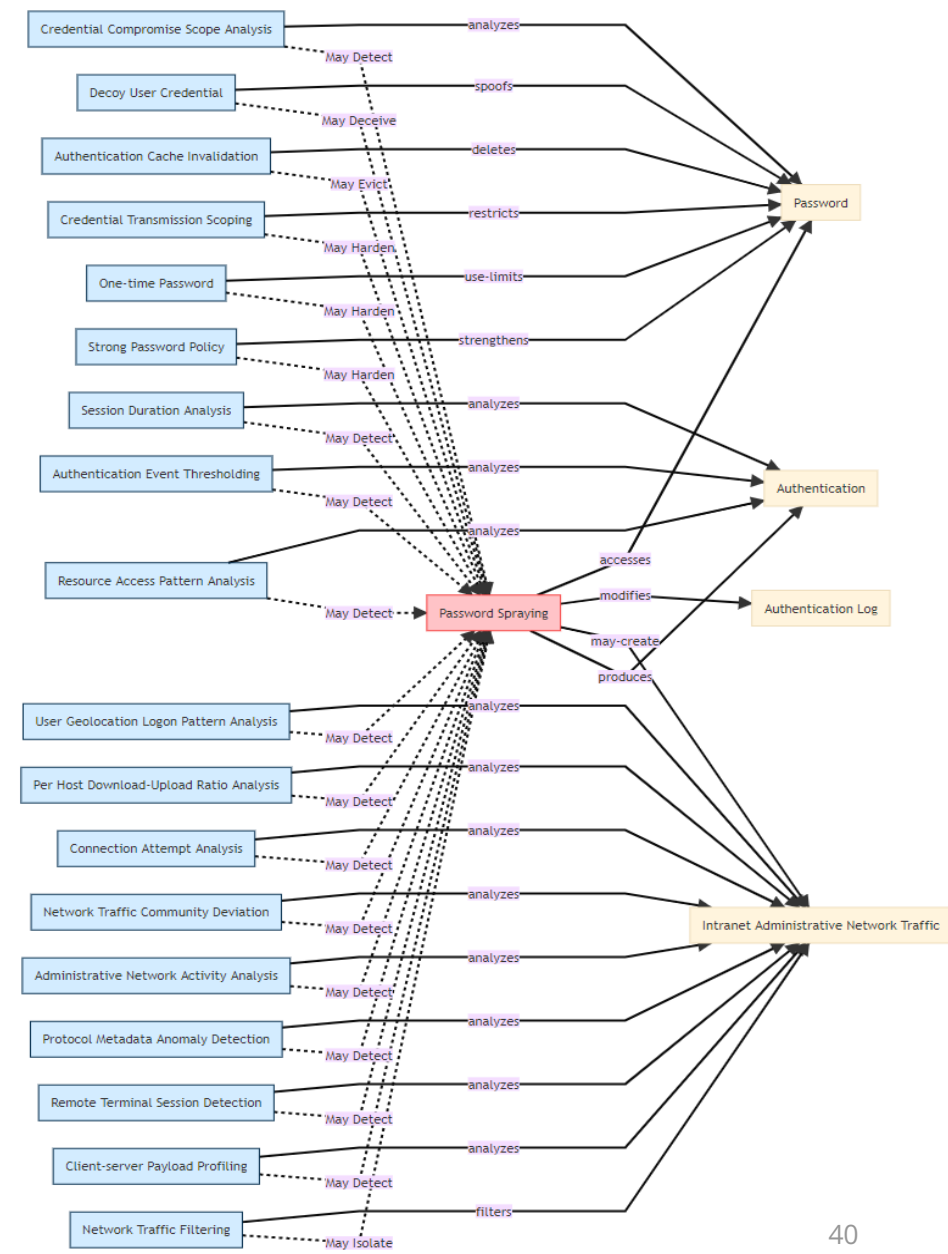 Credential Compromise Scope Analysis
analyzes
May Detect
Decoy User Credential
spoofs
May Deceive
Authentication Cache Invalidation
deletes
May Evict
Credential Transmission Scoping
restricts
Password
May Harden
One-time Password
use-limits
May Harden
Strong Password Policy
strengthens
May Harden
Session Duration Analysis
analyzes
May Detect
Authentication Event Thresholding
analyzes
Authentication
May Detect
analyzes
Resource Access Pattern Analysis
accesses
May Detect
Password Spraying
modifies
Authentication Log
may-create
produces
User Geolocation Logon Pattern Analysis
analyzes
May Detect
Per Host Download-Upload Ratio Analysis
analyzes
May Detect
Connection Attempt Analysis
analyzes
May Detect
Network Traffic Community Deviation
analyzes
Intranet Administrative Network Traffic
May Detect
Administrative Network Activity Analysis
analyzes
May Detect
Protocol Metadata Anomaly Detection
analyzes
May Detect
Remote Terminal Session Detection
analyzes
May Detect
Client-server Payload Profiling
analyzes
May Detect
Network Traffic Filtering
filters
May Isolate
40